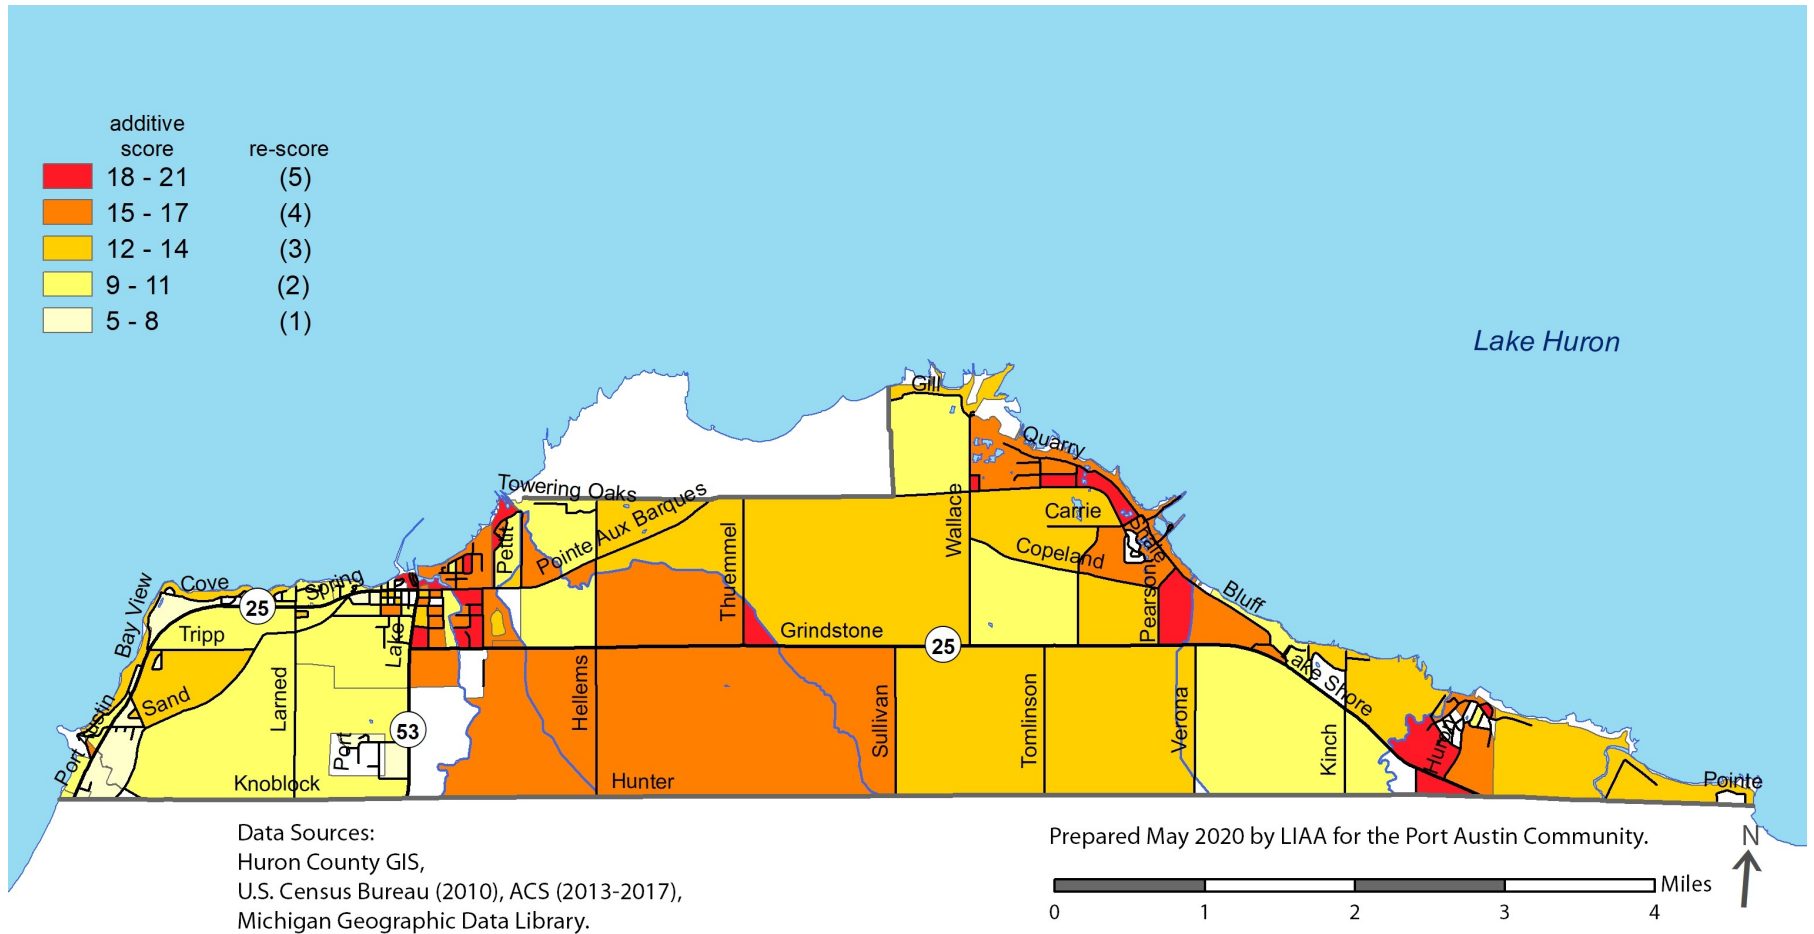 additive
score
re-score
18 - 21
(5)
15 - 17
(4)
12 - 14
(3)
9 - 11
(2)
5 - 8
(1)
Lake Huron
Gill
Quarry
Towering Oaks
Pointe Aux Barques
Pettit
Thuemmel
Wallace
Carrie
Copeland
Shale
Pearson
Bluff
Bay View
Cove
Spring
25
Tripp
Lake
Grindstone
25
Lake Shore
Port Austin
Sand
Larned
53
Port
Knoblock
Hellems
Hunter
Sullivan
Tomlinson
Verona
Kinch
Huron
Pointe
Data Sources:
Huron County GIS,
U.S. Census Bureau (2010), ACS (2013-2017),
Michigan Geographic Data Library.
Prepared May 2020 by LIAA for the Port Austin Community.
N
Miles
0
1
2
3
4